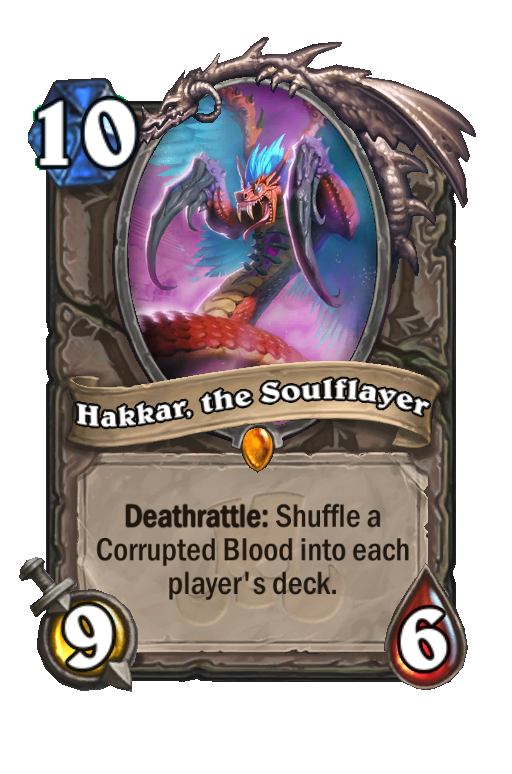 10
Hakkar, the Soulflayer
Deathrattle: Shuffle a
Corrupted Blood into each
player's deck.
9
6